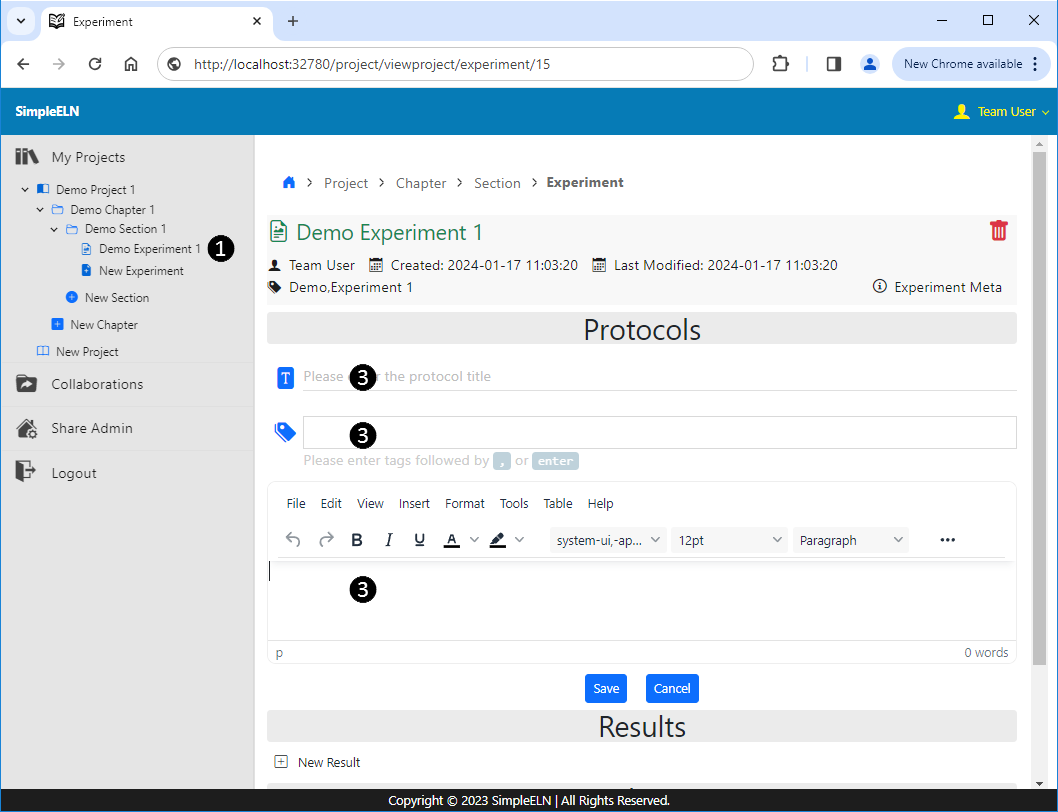 Experiment
http://localhost:32780/project/viewproject/experiment/15
New Chrome available
SimpleELN
Team User
My Projects
Demo Project 1
Demo Chapter 1
Demo Section 1
Demo Experiment 1
1
New Experiment
New Section
New Chapter
New Project
Collaborations
Share Admin
Logout
Project > Chapter > Section > Experiment
Demo Experiment 1
Team User Created: 2024-01-17 11:03:20 Last Modified: 2024-01-17 11:03:20
Demo,Experiment 1
Experiment Meta
Protocols
T Please 3 the protocol title
3
Please enter tags followed by , or enter
File Edit View Insert Format Tools Table Help
B I U A system-ui,-ap... 12pt Paragraph ...
3
p 0 words
Save Cancel
Results
New Result
Copyright © 2023 SimpleELN | All Rights Reserved.